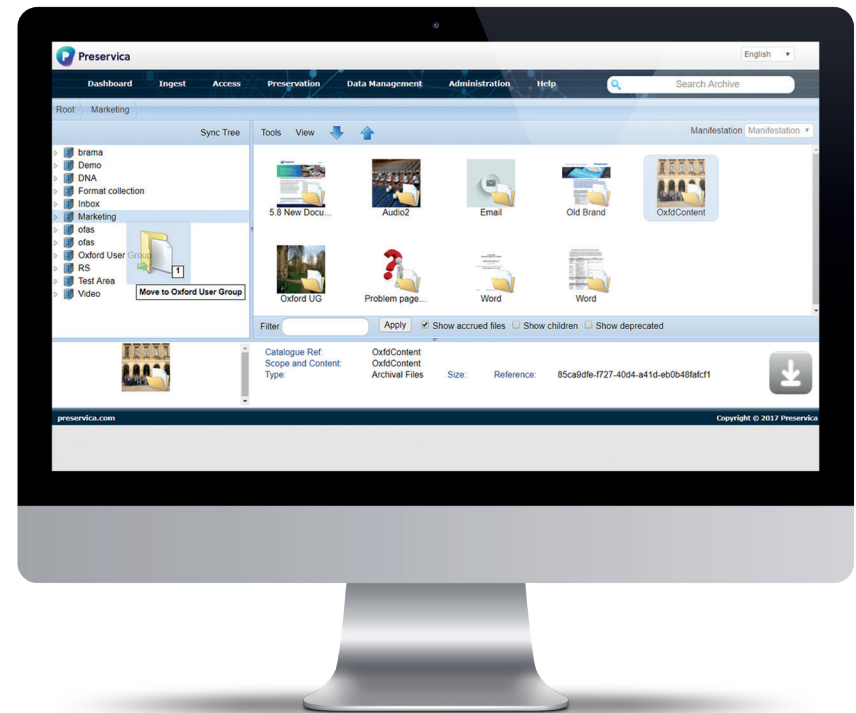 Preservica
English
Dashboard Ingest Access Preservation Data Management Administration Help Search Archive
Root Marketing
Sync Tree Tools View Manifestation Manifestation
brama
Demo
DNA
Format collection
Inbox
Marketing
ofas
ofas
Oxford User Group
RS
Test Area
Video
1
Move to Oxford User Group
5.8 New Docu... Audio2 Email Old Brand OxfdContent
Oxford UG Problem page... Word Word
Filter Apply Show accrued files Show children Show deprecated
Catalogue Ref: OxfdContent
Scope and Content: OxfdContent
Type: Archival Files Size: Reference: 85ca9dfe-f727-40d4-a41d-eb0b48fafcf1
preservica.com Copyright © 2017 Preservica